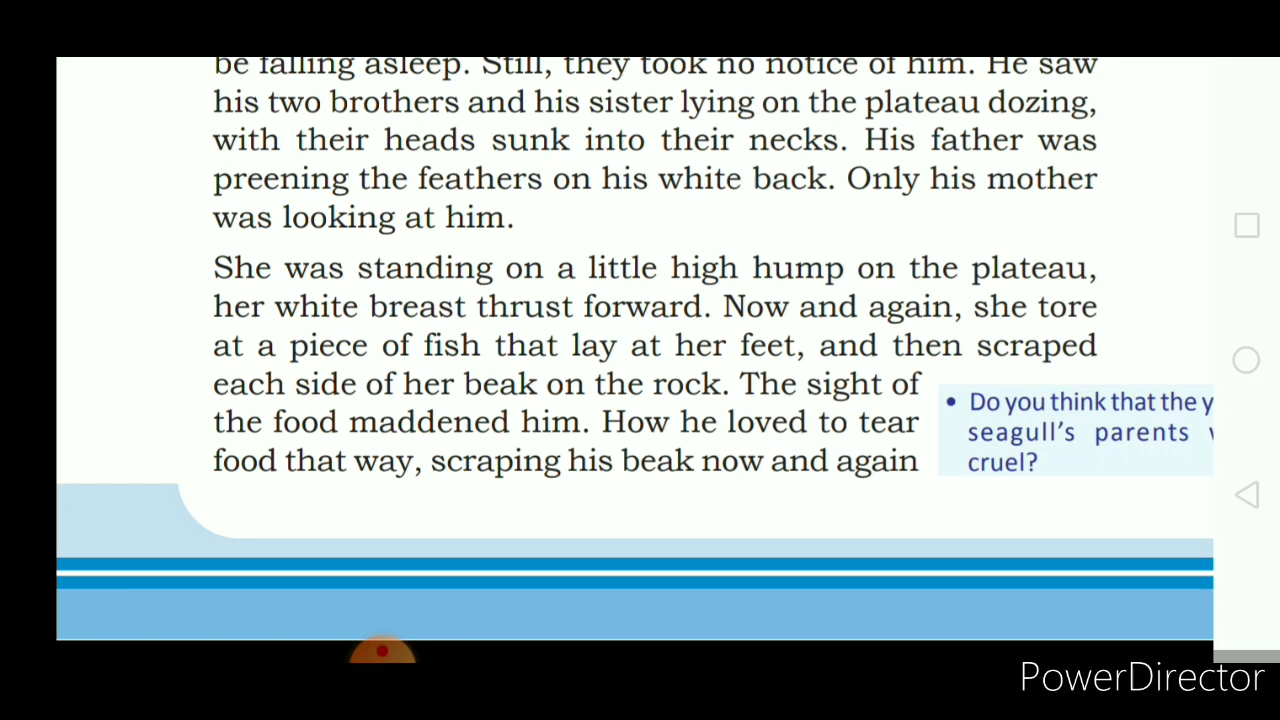 be falling asleep. Still, they took no notice of him. He saw
his two brothers and his sister lying on the plateau dozing,
with their heads sunk into their necks. His father was
preening the feathers on his white back. Only his mother
was looking at him.
She was standing on a little high hump on the plateau,
her white breast thrust forward. Now and again, she tore
at a piece of fish that lay at her feet, and then scraped
each side of her beak on the rock. The sight of
the food maddened him. How he loved to tear
food that way, scraping his beak now and again
• Do you think that the
seagull's parents
cruel?
PowerDirector